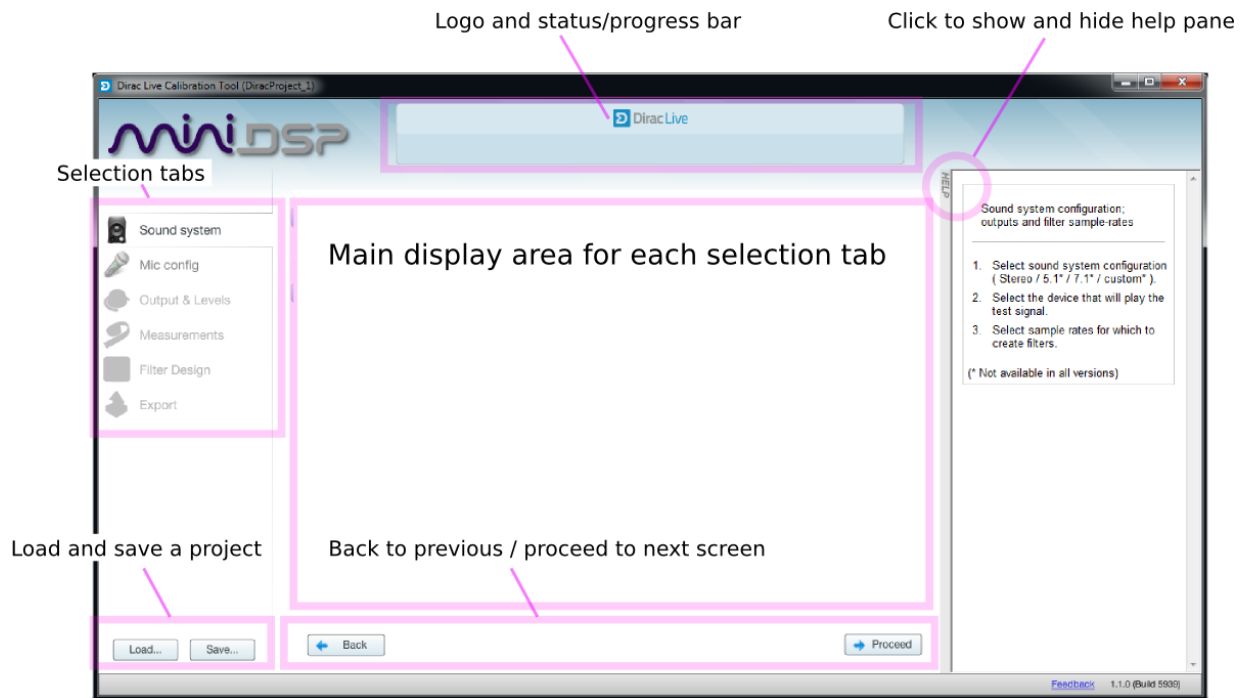 Logo and status/progress bar
Click to show and hide help pane
Dirac Live Calibration Tool (DiracProject_1)
mini DSP
Dirac Live
Selection tabs
HELP
Sound system
Mic config
Output & Levels
Measurements
Filter Design
Export
Main display area for each selection tab
Sound system configuration;
outputs and filter sample-rates
1. Select sound system configuration
( Stereo / 5.1* / 7.1* / custom* ).
2. Select the device that will play the
test signal.
3. Select sample rates for which to
create filters.
(* Not available in all versions)
Load and save a project
Back to previous / proceed to next screen
Load...
Save...
Back
Proceed
Feedback
1.1.0 (Build 5939)